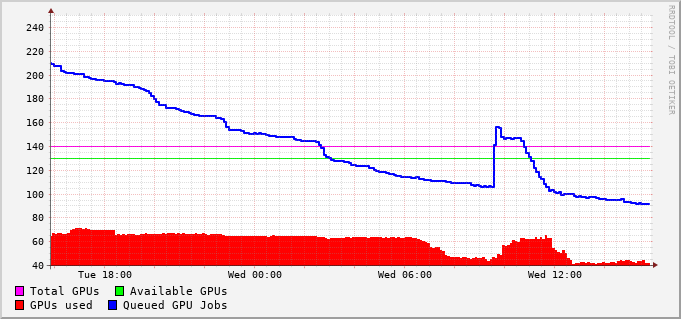 RRDTOOL / TOBI OETIKER
240
220
200
180
160
140
120
100
80
60
40
Tue 18:00 Wed 00:00 Wed 06:00 Wed 12:00
Total GPUs Available GPUs
GPUs used Queued GPU Jobs